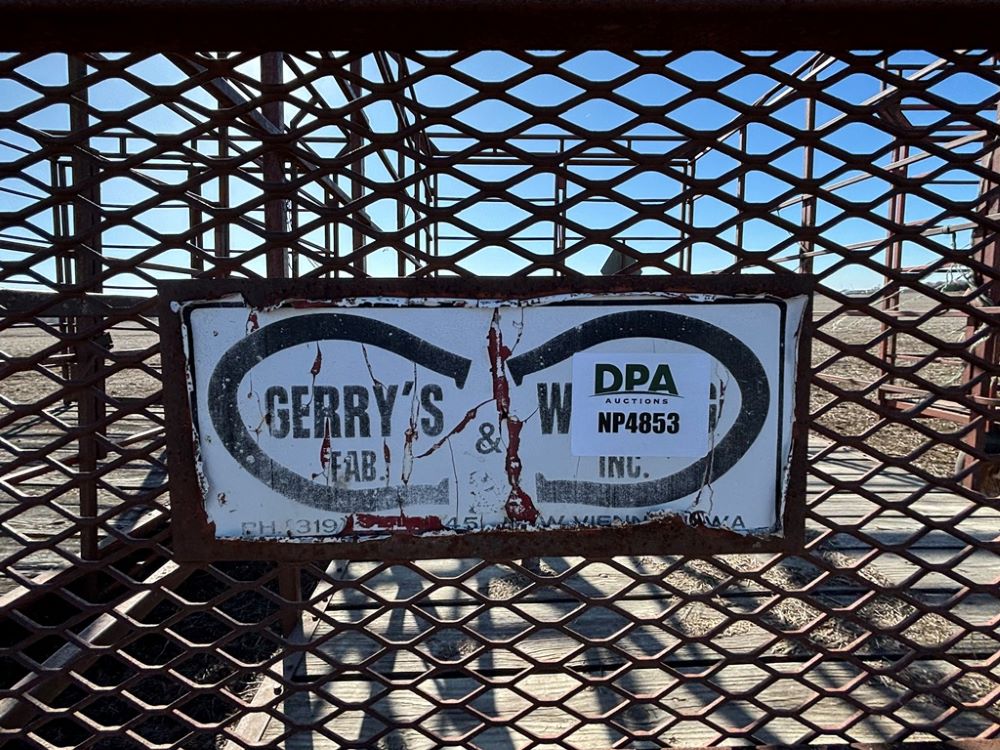 GERRY'S
FAB.
&
INC.
PH. (319)
IOWA
DPA
AUCTIONS
NP4853